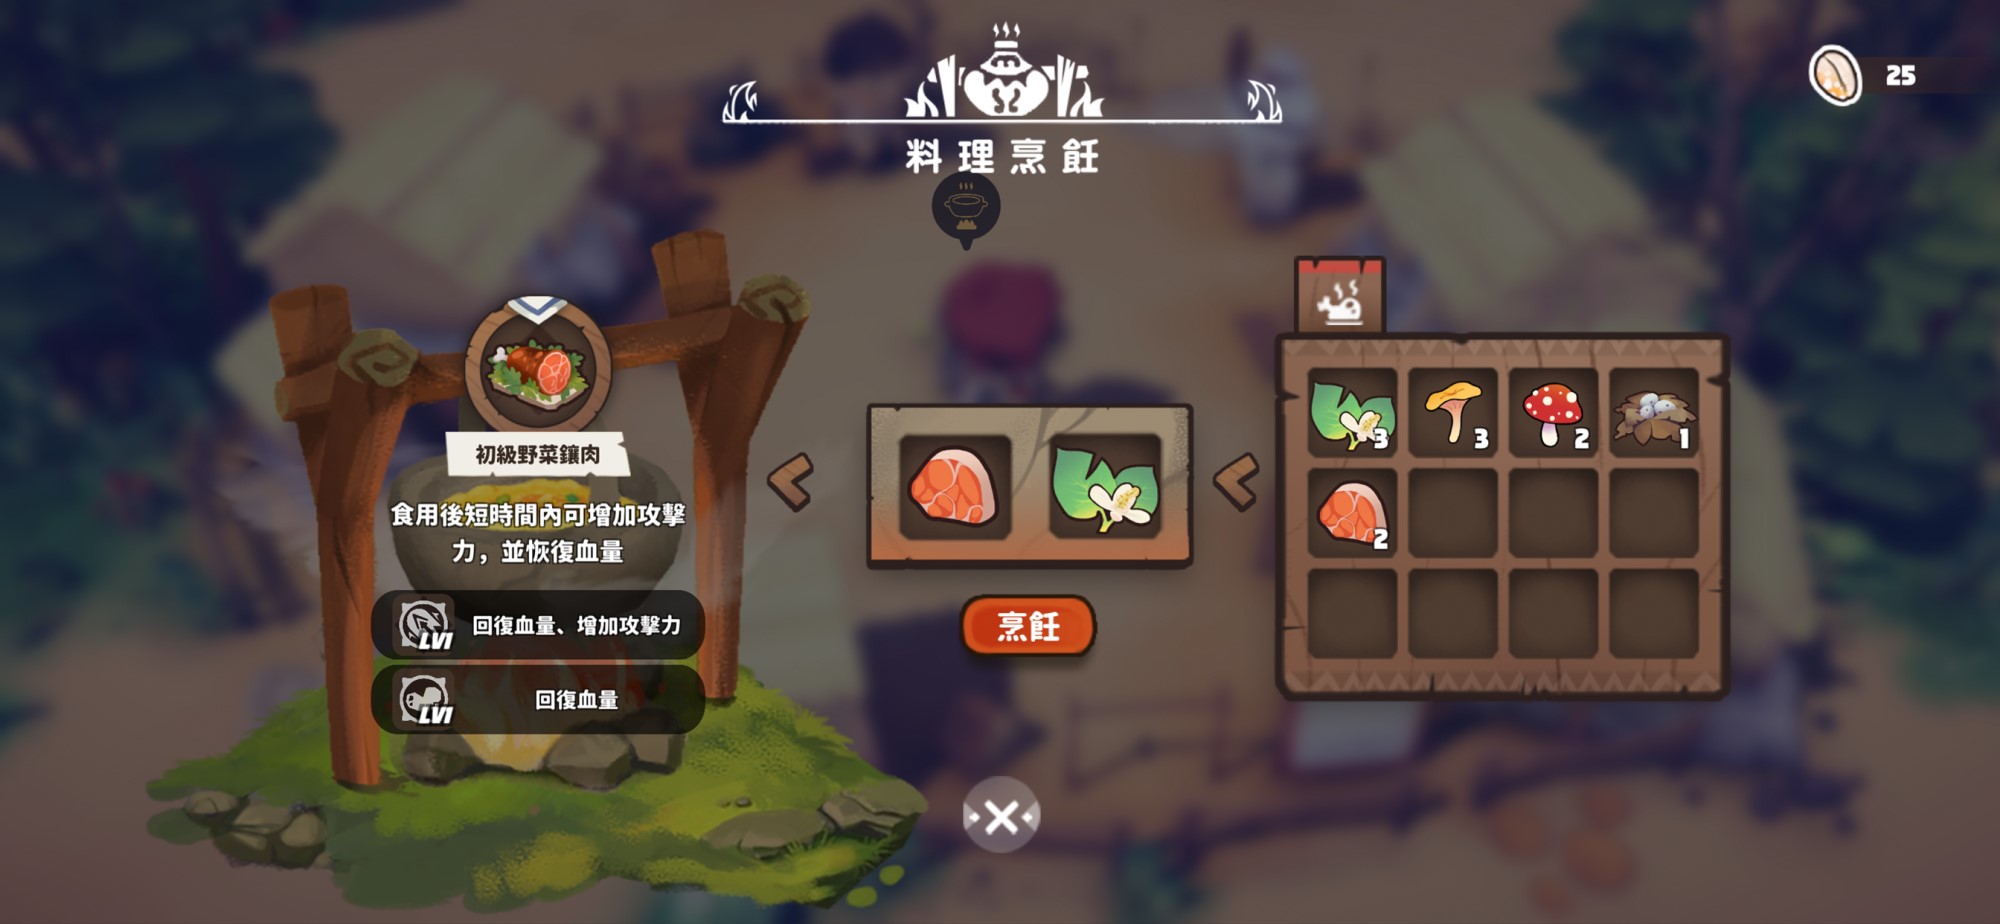 25
料理烹飪
初級野菜鑲肉
食用後短時間內可增加攻擊
力，並恢復血量
LV1 回復血量、增加攻擊力
LV1 回復血量
烹飪
3
3
2
1
2